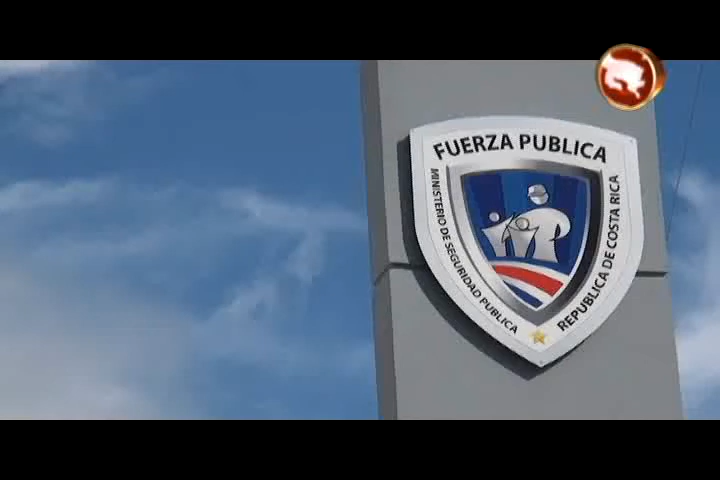 FUERZA PUBLICA
MINISTERIO DE SEGURIDAD PUBLICA
REPUBLICA DE COSTA RICA